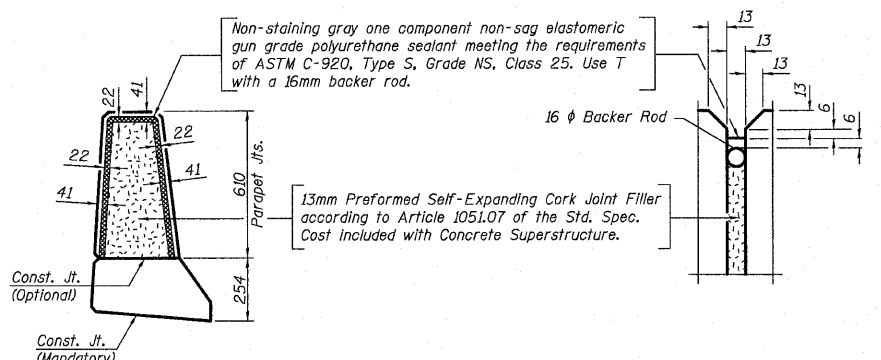 Non-staining gray one component non-sag elastomeric
gun grade polyurethane sealant meeting the requirements
of ASTM C-920, Type S, Grade NS, Class 25. Use T
with a 16mm backer rod.
13
13
13
13
6
6
16 φ Backer Rod
22
41
22
22
41
41
610
Parapet Jts.
13mm Preformed Self-Expanding Cork Joint Filler
according to Article 1051.07 of the Std. Spec.
Cost included with Concrete Superstructure.
Const. Jt.
(Optional)
254
Const. Jt.
(Mandatory)